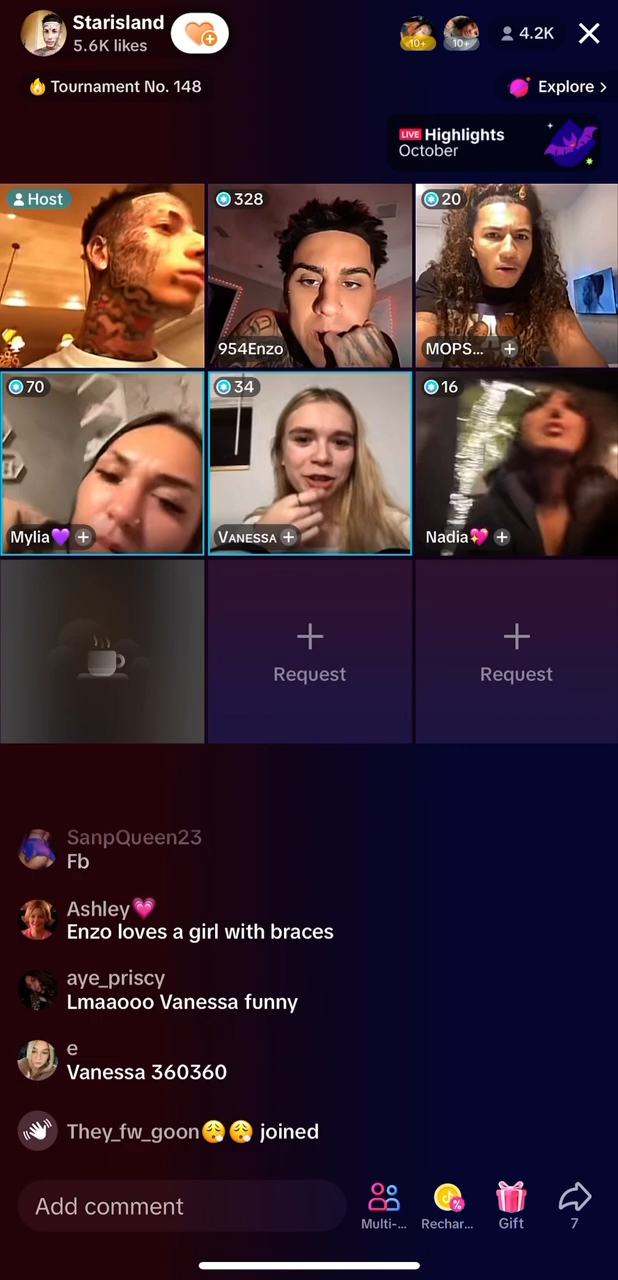 Starisland
5.6K likes
10+
10+
4.2K
🔥 Tournament No. 148
Explore >
LIVE Highlights
October
Host
328
20
954Enzo
MOPS... +
70
34
16
Mylia💜 +
Vanessa +
Nadia💖 +
Request
Request
SanpQueen23
Fb
Ashley💗
Enzo loves a girl with braces
aye_priscy
Lmaaooo Vanessa funny
e
Vanessa 360360
They_fw_goon😮‍💨😮‍💨 joined
Add comment
Multi-...
Rechar...
Gift
7